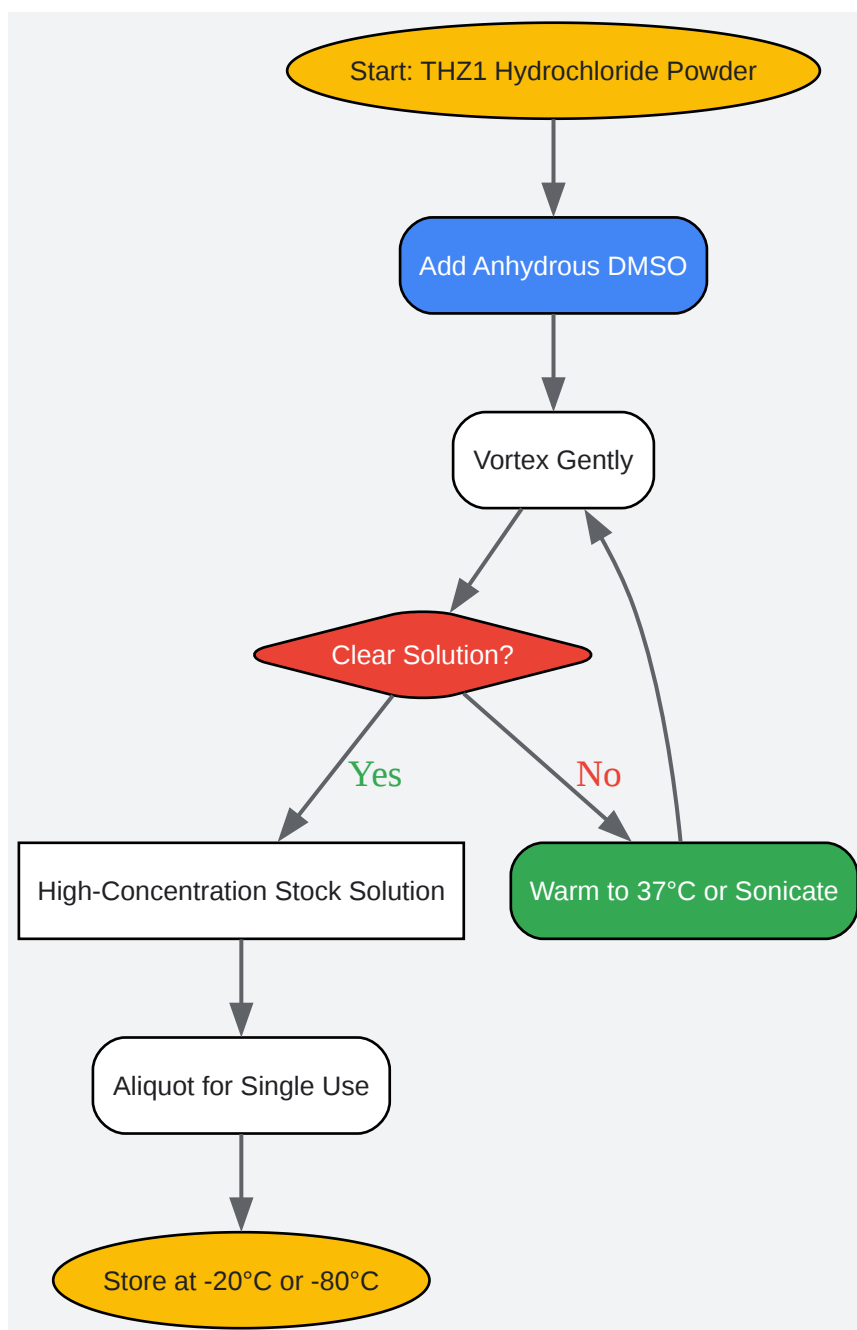 Start: THZ1 Hydrochloride Powder
Add Anhydrous DMSO
Vortex Gently
Clear Solution?
Yes
No
High-Concentration Stock Solution
Warm to 37°C or Sonicate
Aliquot for Single Use
Store at -20°C or -80°C